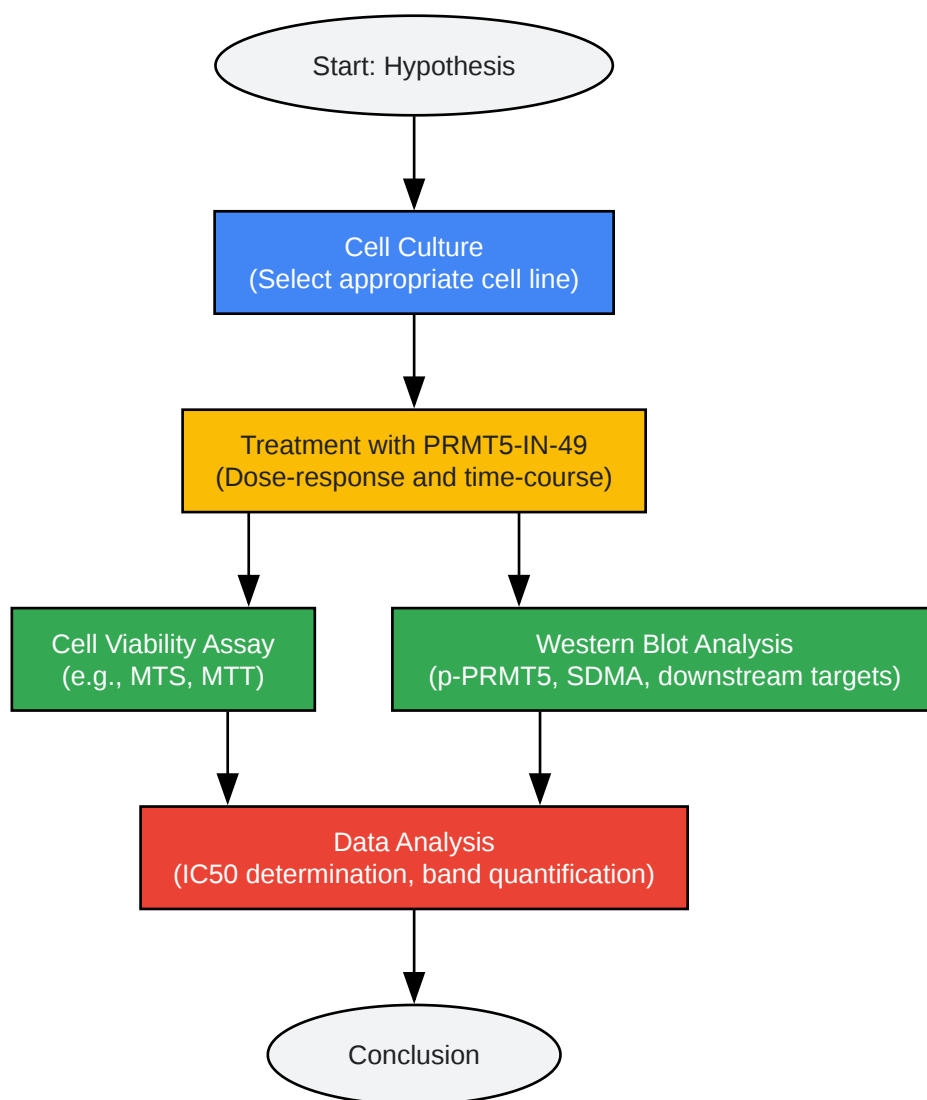 Start: Hypothesis
Cell Culture
(Select appropriate cell line)
Treatment with PRMT5-IN-49
(Dose-response and time-course)
Cell Viability Assay
(e.g., MTS, MTT)
Western Blot Analysis
(p-PRMT5, SDMA, downstream targets)
Data Analysis
(IC50 determination, band quantification)
Conclusion